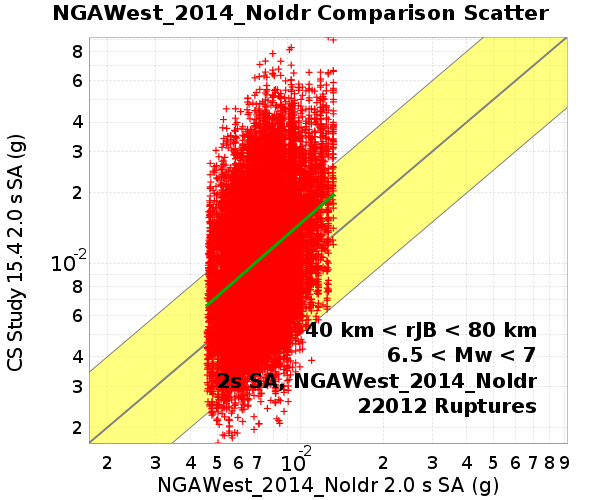 NGAWest_2014_NoIdr Comparison Scatter
CS Study 15.4 2.0 s SA (g)
8
6
4
3
2
10-2
8
6
5
4
3
2
40 km < rJB < 80 km
6.5 < Mw < 7
2s SA, NGAWest_2014_NoIdr
22012 Ruptures
2 3 4 5 6 7 10-2 2 3 4 5 6 7 8 9
NGAWest_2014_NoIdr 2.0 s SA (g)